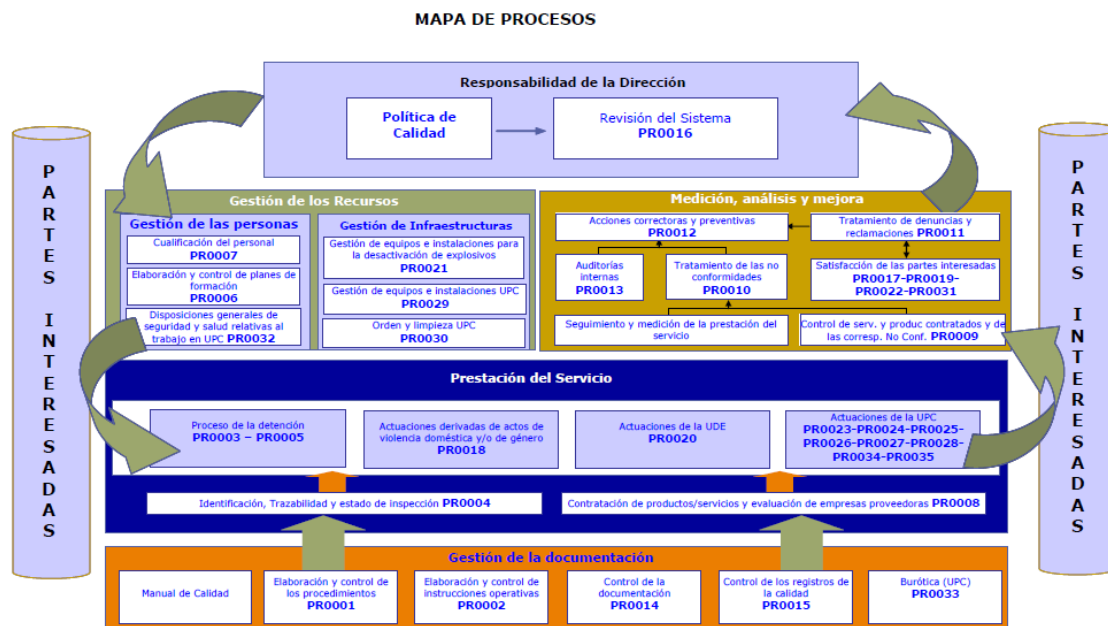 MAPA DE PROCESOS
PARTES INTERESADAS
Responsabilidad de la Dirección
Política de
Calidad
Revisión del Sistema
PR0016
Gestión de los Recursos
Gestión de las personas
Cualificación del personal
PR0007
Elaboración y control de planes de
formación
PR0006
Disposiciones generales de
seguridad y salud relativas al
trabajo en UPC PR0032
Gestión de Infraestructuras
Gestión de equipos e instalaciones para
la desactivación de explosivos
PR0021
Gestión de equipos e instalaciones UPC
PR0029
Orden y limpieza UPC
PR0030
Medición, análisis y mejora
Acciones correctoras y preventivas
PR0012
Tratamiento de denuncias y
reclamaciones PR0011
Auditorías
internas
PR0013
Tratamiento de las no
conformidades
PR0010
Satisfacción de las partes interesadas
PR0017-PR0019-
PR0022-PR0031
Seguimiento y medición de la prestación del
servicio
Control de serv. y produc contratados y de
las corresp. No Conf. PR0009
PARTES INTERESADAS
Prestación del Servicio
Proceso de la detención
PR0003 – PR0005
Actuaciones derivadas de actos de
violencia doméstica y/o de género
PR0018
Actuaciones de la UDE
PR0020
Actuaciones de la UPC
PR0023-PR0024-PR0025-
PR0026-PR0027-PR0028-
PR0034-PR0035
Identificación, Trazabilidad y estado de inspección PR0004
Contratación de productos/servicios y evaluación de empresas proveedoras PR0008
Gestión de la documentación
Manual de Calidad
Elaboración y control de
los procedimientos
PR0001
Elaboración y control de
instrucciones operativas
PR0002
Control de la
documentación
PR0014
Control de los registros de
la calidad
PR0015
Burótica (UPC)
PR0033